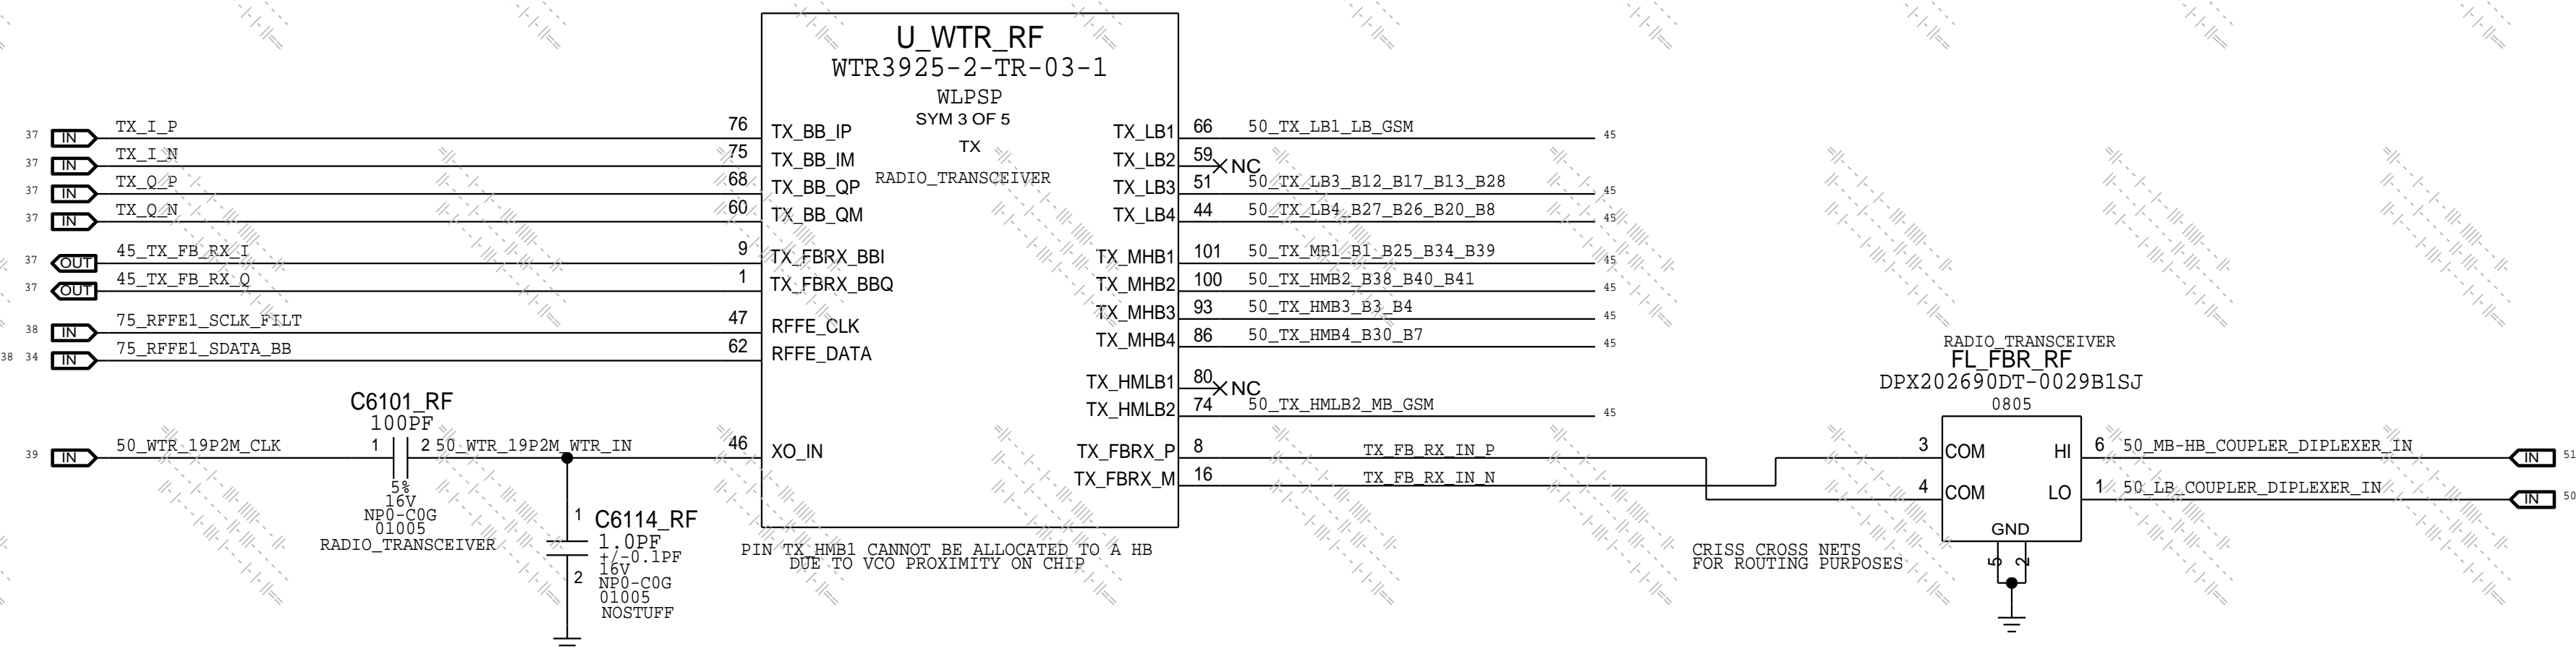 U_WTR_RF
WTR3925-2-TR-03-1
WLPSP
SYM 3 OF 5
TX
RADIO_TRANSCEIVER
37 IN TX_I_P 76 TX_BB_IP
37 IN TX_I_N 75 TX_BB_IM
37 IN TX_Q_P 68 TX_BB_QP
37 IN TX_Q_N 60 TX_BB_QM
37 OUT 45_TX_FB_RX_I 9 TX_FBRX_BBI
37 OUT 45_TX_FB_RX_Q 1 TX_FBRX_BBQ
38 IN 75_RFFE1_SCLK_FILT 47 RFFE_CLK
38 34 IN 75_RFFE1_SDATA_BB 62 RFFE_DATA
C6101_RF
100PF
39 IN 50_WTR_19P2M_CLK 1 2 50_WTR_19P2M_WTR_IN 46 XO_IN
5%
16V
NP0-C0G
01005
RADIO_TRANSCEIVER
1
2
C6114_RF
1.0PF
+/-0.1PF
16V
NP0-C0G
01005
NOSTUFF
TX_LB1 66 50_TX_LB1_LB_GSM 45
TX_LB2 59 NC
TX_LB3 51 50_TX_LB3_B12_B17_B13_B28 45
TX_LB4 44 50_TX_LB4_B27_B26_B20_B8 45
TX_MHB1 101 50_TX_MB1_B1_B25_B34_B39 45
TX_MHB2 100 50_TX_HMB2_B38_B40_B41 45
TX_MHB3 93 50_TX_HMB3_B3_B4 45
TX_MHB4 86 50_TX_HMB4_B30_B7 45
TX_HMLB1 80 NC
TX_HMLB2 74 50_TX_HMLB2_MB_GSM 45
TX_FBRX_P 8 TX_FB_RX_IN_P
TX_FBRX_M 16 TX_FB_RX_IN_N
PIN TX_HMB1 CANNOT BE ALLOCATED TO A HB
DUE TO VCO PROXIMITY ON CHIP
CRISS CROSS NETS
FOR ROUTING PURPOSES
RADIO_TRANSCEIVER
FL_FBR_RF
DPX202690DT-0029B1SJ
0805
3 COM HI 6 50_MB-HB_COUPLER_DIPLEXER_IN IN 51
4 COM LO 1 50_LB_COUPLER_DIPLEXER_IN IN 50
GND
5 2